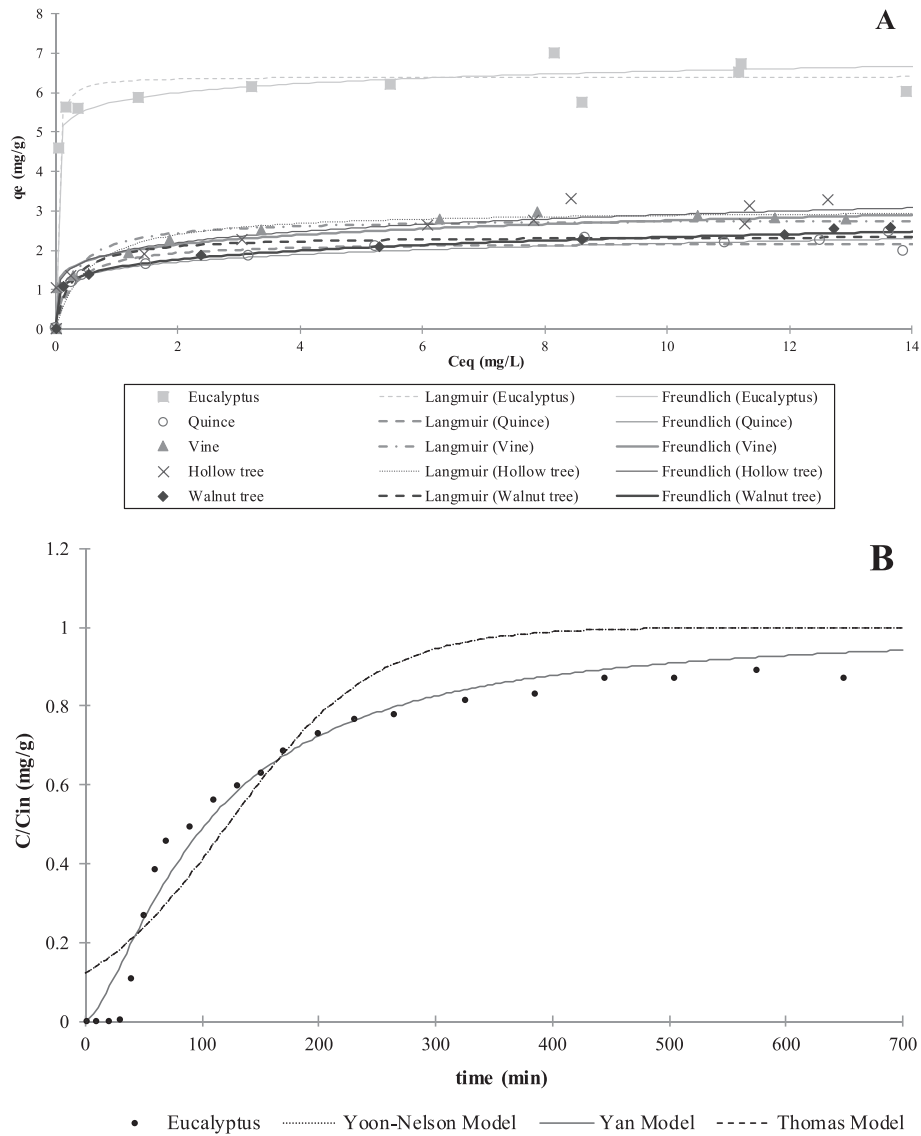 A
8
7
6
5
4
3
2
1
0
qe (mg/g)
0 2 4 6 8 10 12 14
Ceq (mg/L)
Eucalyptus Langmuir (Eucalyptus) Freundlich (Eucalyptus)
Quince Langmuir (Quince) Freundlich (Quince)
Vine Langmuir (Vine) Freundlich (Vine)
Hollow tree Langmuir (Hollow tree) Freundlich (Hollow tree)
Walnut tree Langmuir (Walnut tree) Freundlich (Walnut tree)
B
1.2
1
0.8
0.6
0.4
0.2
0
C/Cin (mg/g)
0 100 200 300 400 500 600 700
time (min)
Eucalyptus Yoon-Nelson Model Yan Model Thomas Model